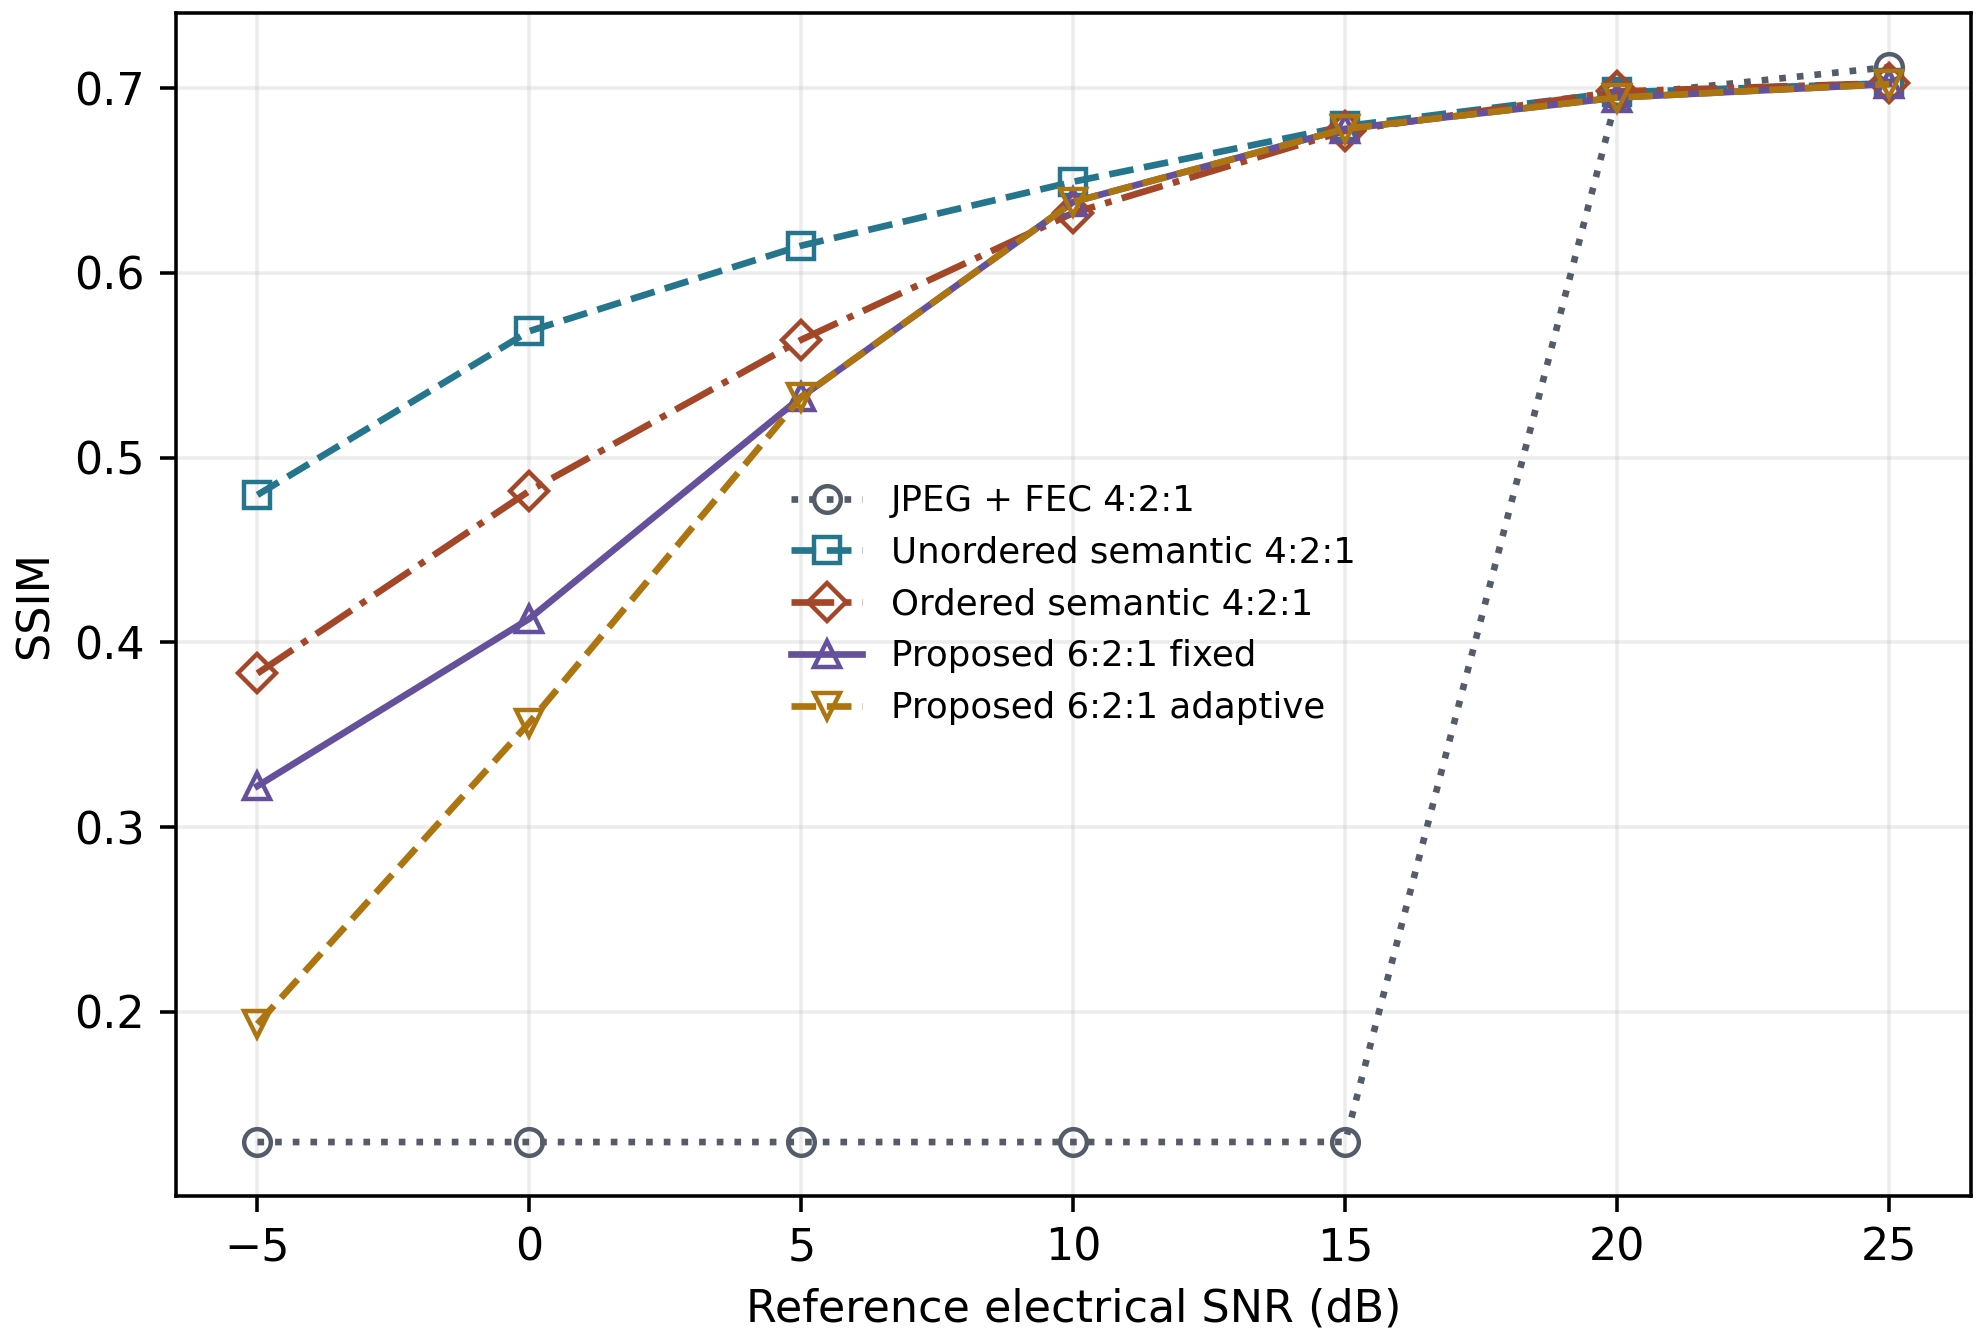 0.7
0.6
0.5
0.4
0.3
0.2
SSIM
JPEG + FEC 4:2:1
Unordered semantic 4:2:1
Ordered semantic 4:2:1
Proposed 6:2:1 fixed
Proposed 6:2:1 adaptive
−5 0 5 10 15 20 25
Reference electrical SNR (dB)